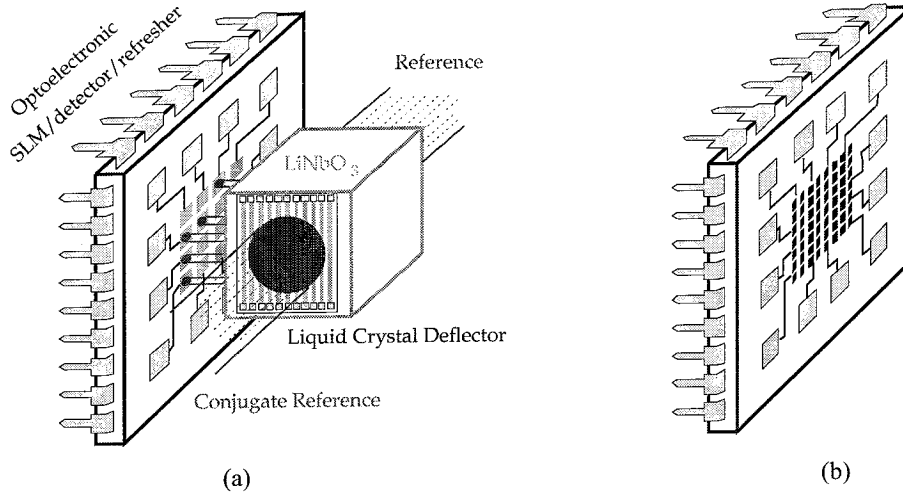 Optoelectronic
SLM/detector/refresher
Reference
LiNbO3
Liquid Crystal Deflector
Conjugate Reference
(a)
(b)